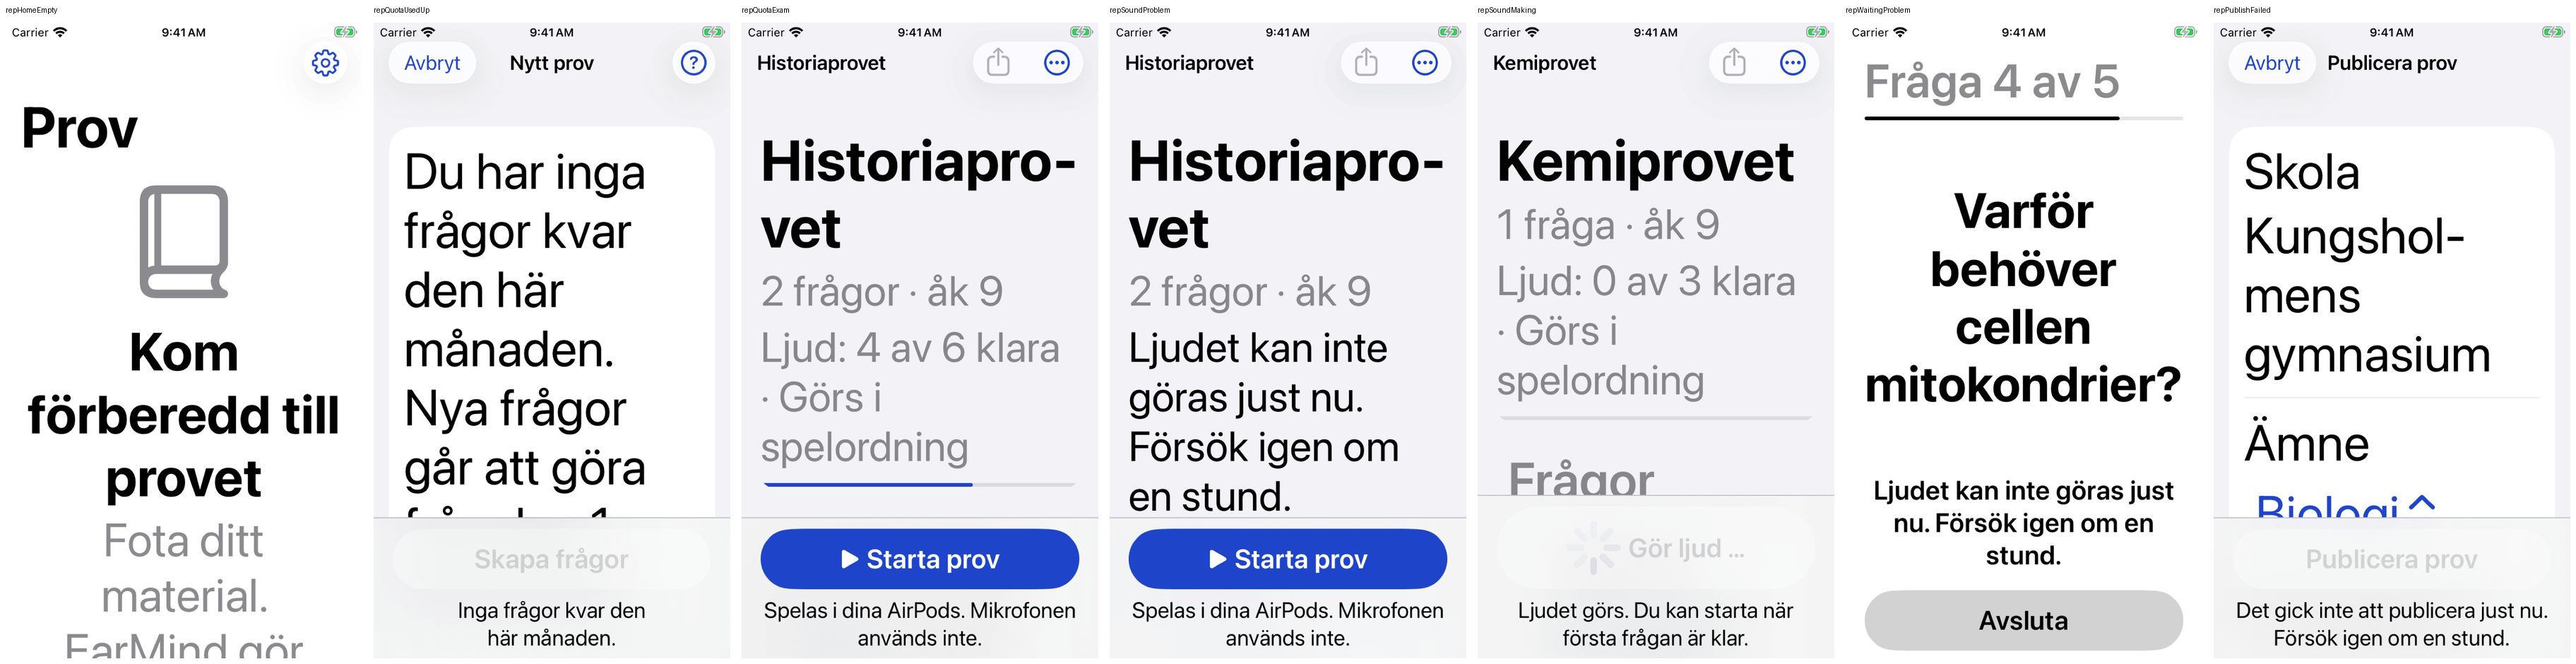 repHomeEmpty
Carrier 9:41 AM
Prov
Kom
förberedd till
provet
Fota ditt
material.
EarMind gör
repQuotaUsedUp
Carrier 9:41 AM
Avbryt Nytt prov ?
Du har inga
frågor kvar
den här
månaden.
Nya frågor
går att göra
Skapa frågor
Inga frågor kvar den
här månaden.
repQuotaExam
Carrier 9:41 AM
Historiaprovet
Historiapro-
vet
2 frågor · åk 9
Ljud: 4 av 6 klara
· Görs i
spelordning
Starta prov
Spelas i dina AirPods. Mikrofonen
används inte.
repSoundProblem
Carrier 9:41 AM
Historiaprovet
Historiapro-
vet
2 frågor · åk 9
Ljudet kan inte
göras just nu.
Försök igen om
en stund.
Starta prov
Spelas i dina AirPods. Mikrofonen
används inte.
repSoundMaking
Carrier 9:41 AM
Kemiprovet
Kemiprovet
1 fråga · åk 9
Ljud: 0 av 3 klara
· Görs i
spelordning
Frågor
Gör ljud ...
Ljudet görs. Du kan starta när
första frågan är klar.
repWaitingProblem
Carrier 9:41 AM
Fråga 4 av 5
Varför
behöver
cellen
mitokondrier?
Ljudet kan inte göras just
nu. Försök igen om en
stund.
Avsluta
repPublishFailed
Carrier 9:41 AM
Avbryt Publicera prov
Skola
Kungshol-
mens
gymnasium
Ämne
Biologi
Publicera prov
Det gick inte att publicera just nu.
Försök igen om en stund.